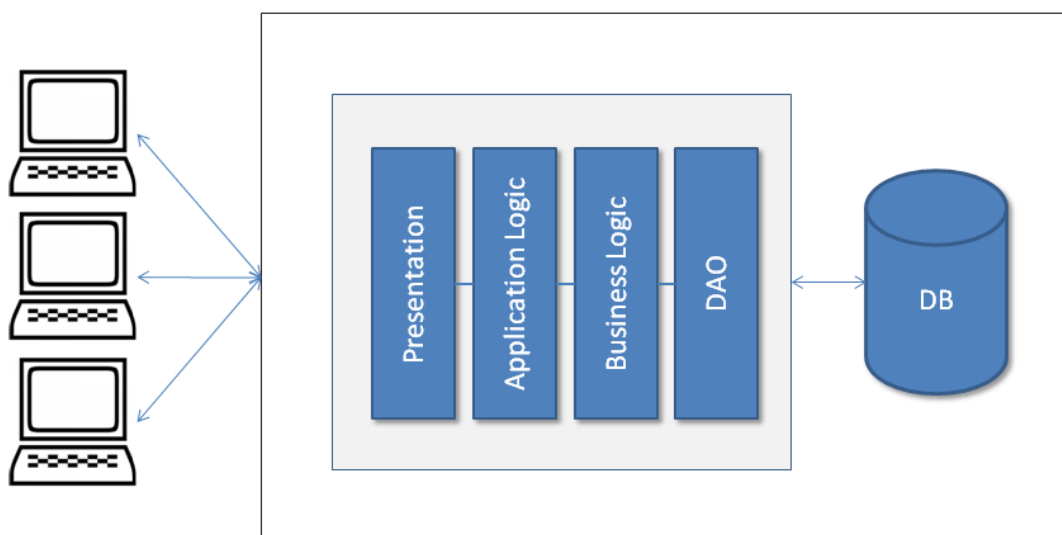 Presentation
Application Logic
Business Logic
DAO
DB